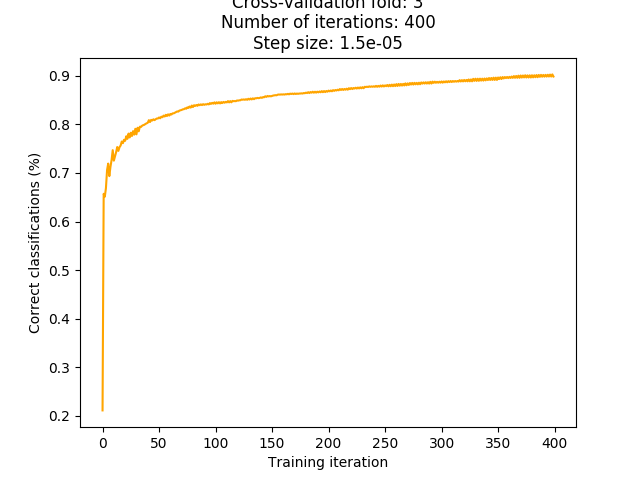 Cross-validation fold: 3
Number of iterations: 400
Step size: 1.5e-05
0.9
0.8
0.7
0.6
0.5
0.4
0.3
0.2
Correct classifications (%)
0 50 100 150 200 250 300 350 400
Training iteration